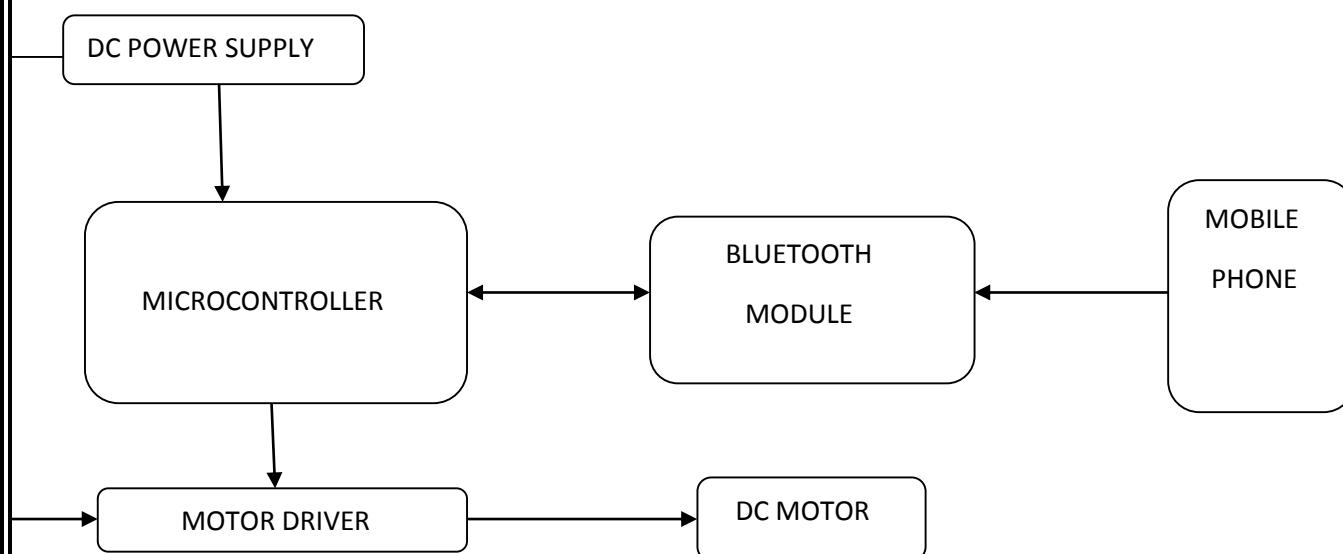 DC POWER SUPPLY
MICROCONTROLLER
BLUETOOTH
MODULE
MOBILE
PHONE
MOTOR DRIVER
DC MOTOR